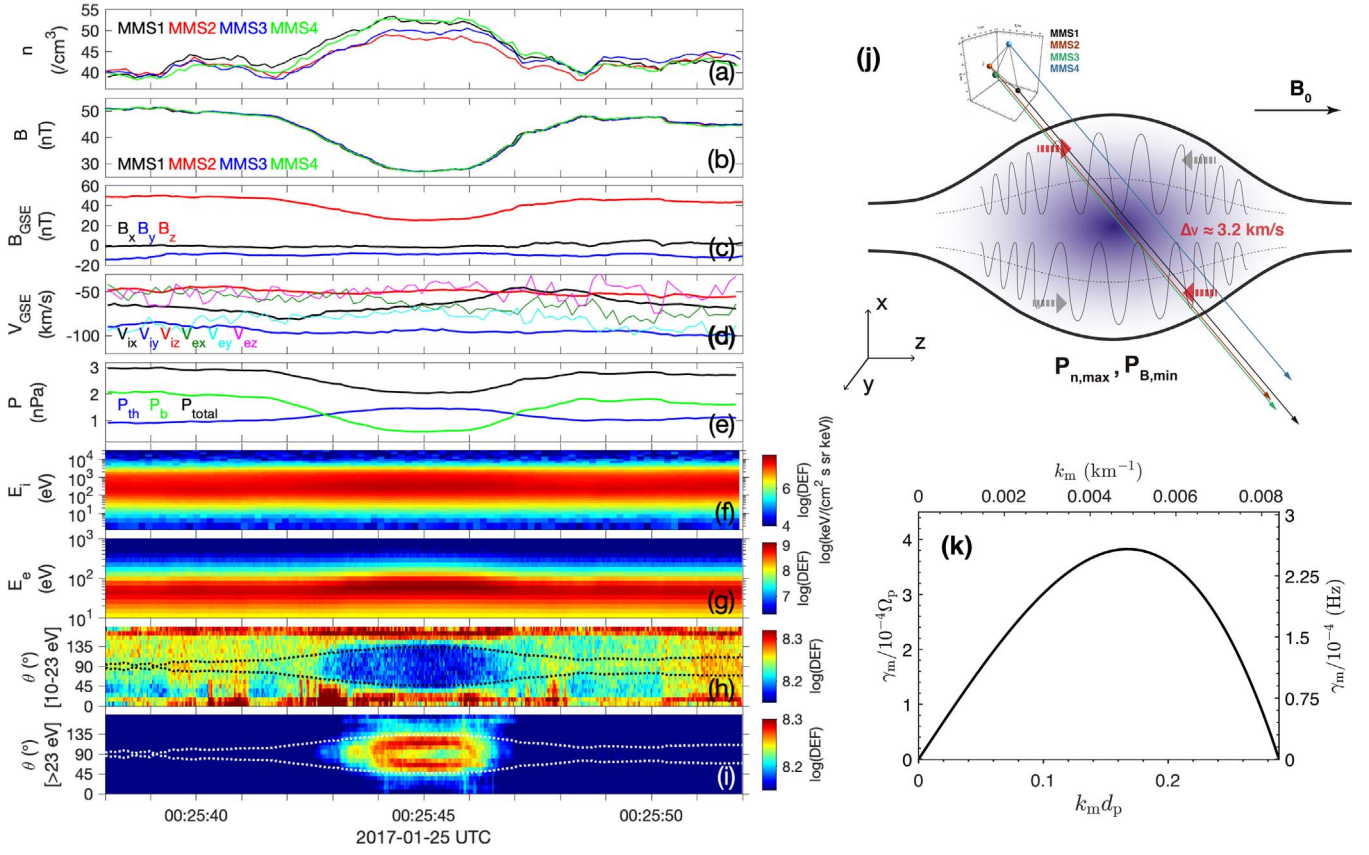 55
50
45
40
n
(/cm³)
MMS1 MMS2 MMS3 MMS4
(a)
50
40
30
B
(nT)
MMS1 MMS2 MMS3 MMS4
(b)
60
40
20
0
-20
B_GSE
(nT)
B_x B_y B_z
(c)
-50
-100
V_GSE
(km/s)
V_ix V_iy V_iz V_ex V_ey V_ez
(d)
3
2
1
P
(nPa)
P_th P_b P_total
(e)
10⁴
10³
10²
10¹
E_i
(eV)
(f)
6
5
4
log(DEF)
log(keV/(cm² s sr keV))
10³
10²
10¹
E_e
(eV)
(g)
9
8
7
log(DEF)
135
90
45
0
θ (°)
[10-23 eV]
(h)
8.3
8.2
log(DEF)
135
90
45
0
θ (°)
[>23 eV]
(i)
8.3
8.2
log(DEF)
00:25:40 00:25:45 00:25:50
2017-01-25 UTC
(j)
MMS1
MMS2
MMS3
MMS4
B₀
Δv ≈ 3.2 km/s
x
z
y
P_n,max , P_B,min
k_m (km⁻¹)
0 0.002 0.004 0.006 0.008
(k)
4
3
2
1
0
γ_m/10⁻⁴Ω_p
3
2.25
1.5
0.75
0
γ_m/10⁻⁴ (Hz)
0 0.1 0.2
k_m d_p